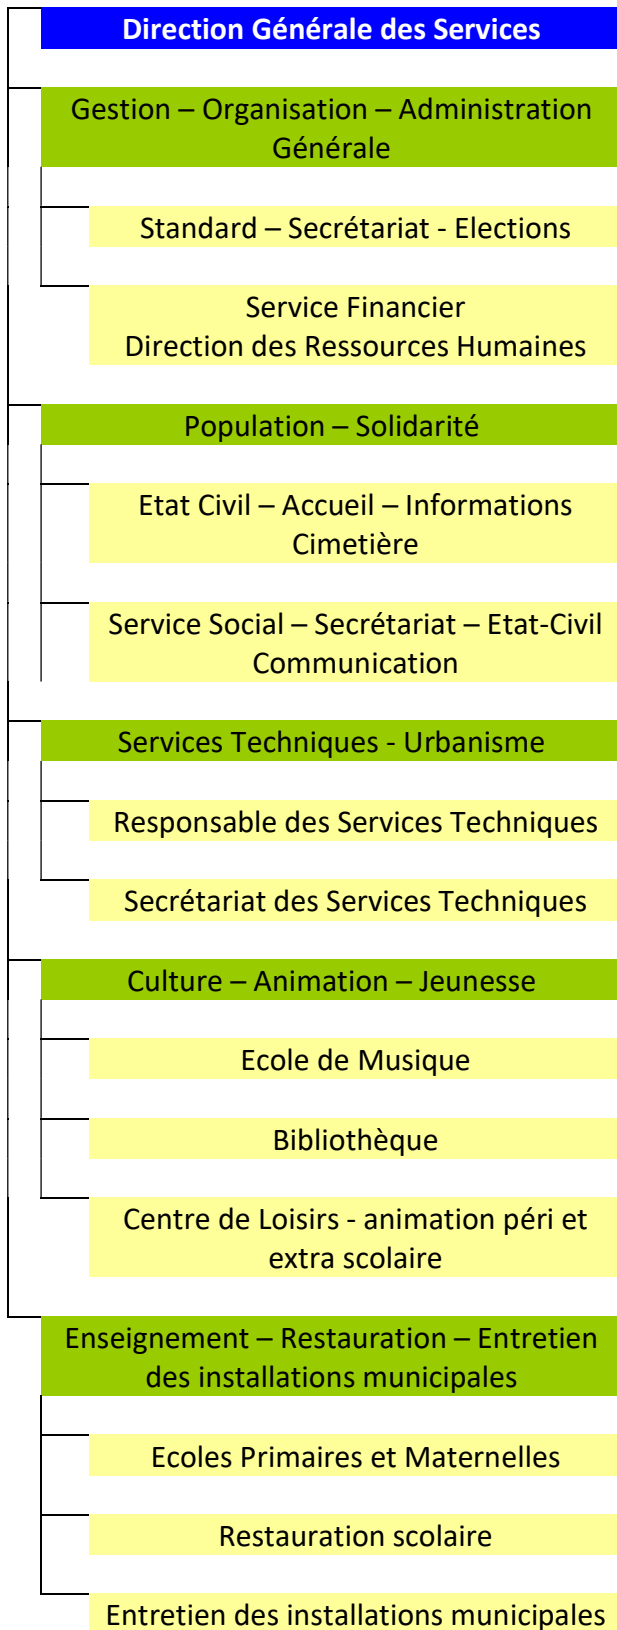 Direction Générale des Services
Gestion – Organisation – Administration
Générale
Standard – Secrétariat - Elections
Service Financier
Direction des Ressources Humaines
Population – Solidarité
Etat Civil – Accueil – Informations
Cimetière
Service Social – Secrétariat – Etat-Civil
Communication
Services Techniques - Urbanisme
Responsable des Services Techniques
Secrétariat des Services Techniques
Culture – Animation – Jeunesse
Ecole de Musique
Bibliothèque
Centre de Loisirs - animation péri et
extra scolaire
Enseignement – Restauration – Entretien
des installations municipales
Ecoles Primaires et Maternelles
Restauration scolaire
Entretien des installations municipales